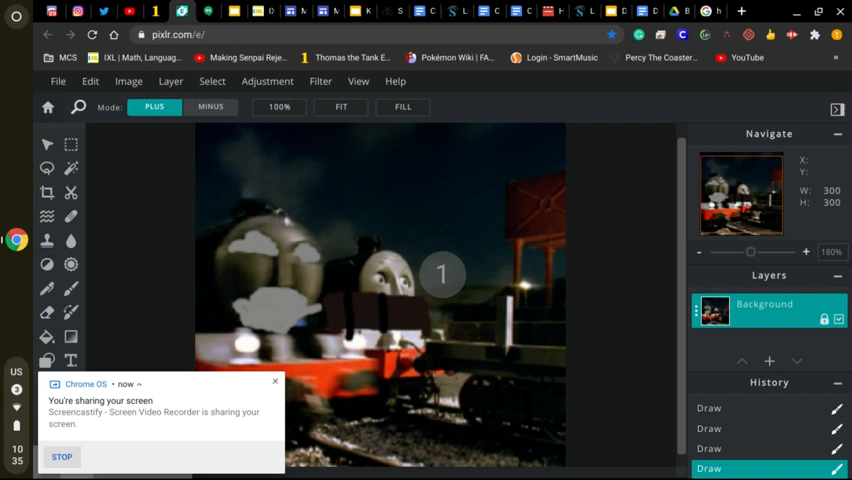 1
C
S
C
L
C
C
H
L
D
D
B
h
pixlr.com/e/
MCS
IXL | Math, Languag...
Making Senpai Reje...
1 Thomas the Tank E...
Pokémon Wiki | FA...
Login - SmartMusic
Percy The Coaster...
YouTube
»
File Edit Image Layer Select Adjustment Filter View Help
Mode: PLUS MINUS 100% FIT FILL
Navigate
X:
Y:
W: 300
H: 300
- + 180%
Layers
Background
History
Draw
Draw
Draw
Draw
1
T
Chrome OS • now
You're sharing your screen
Screencastify - Screen Video Recorder is sharing your
screen.
STOP
US
3
10
35